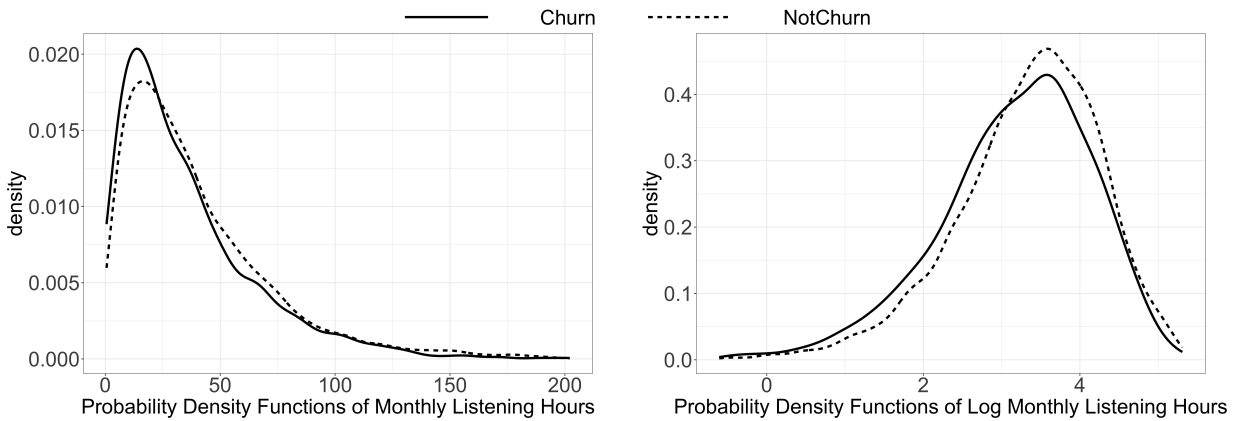 Churn NotChurn
density
0.020
0.015
0.010
0.005
0.000
0 50 100 150 200
Probability Density Functions of Monthly Listening Hours
density
0.4
0.3
0.2
0.1
0.0
0 2 4
Probability Density Functions of Log Monthly Listening Hours